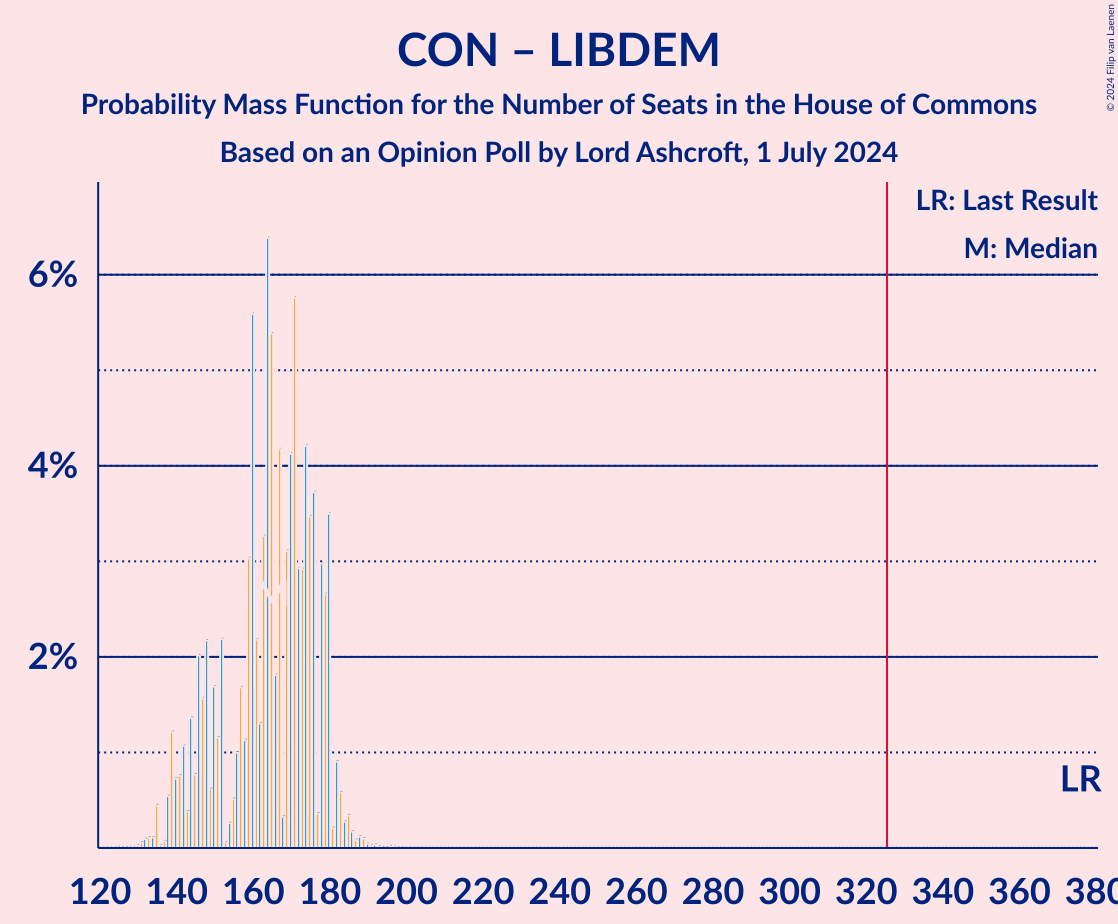 CON – LIBDEM
Probability Mass Function for the Number of Seats in the House of Commons
Based on an Opinion Poll by Lord Ashcroft, 1 July 2024
© 2024 Filip van Laenen
LR: Last Result
M: Median
6%
4%
2%
LR
120 140 160 180 200 220 240 260 280 300 320 340 360 380